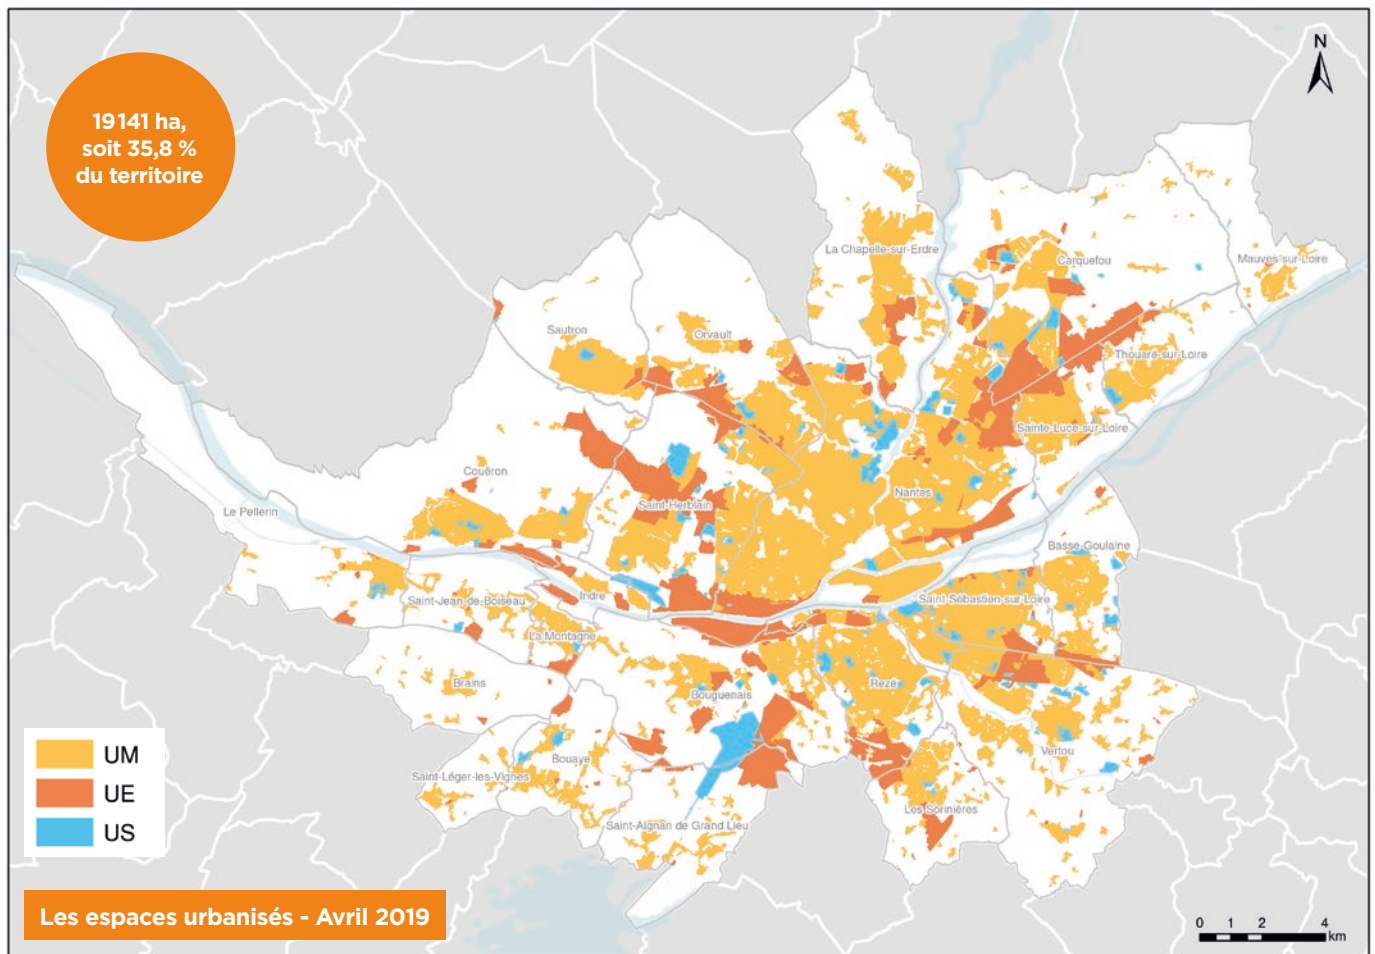 N
19 141 ha,
soit 35,8 %
du territoire
La Chapelle-sur-Erdre
Carquefou
Mauves-sur-Loire
Sautron
Orvault
Thouaré-sur-Loire
Sainte-Luce-sur-Loire
Couëron
Saint-Herblain
Nantes
Le Pellerin
Basse-Goulaine
Saint-Jean-de-Boiseau
Indre
Saint-Sébastien-sur-Loire
La Montagne
Brains
Bouguenais
Rezé
Vertou
Bouaye
Saint-Léger-les-Vignes
Les Sorinières
Saint-Aignan de Grand Lieu
UM
UE
US
Les espaces urbanisés - Avril 2019
0 1 2 4
km